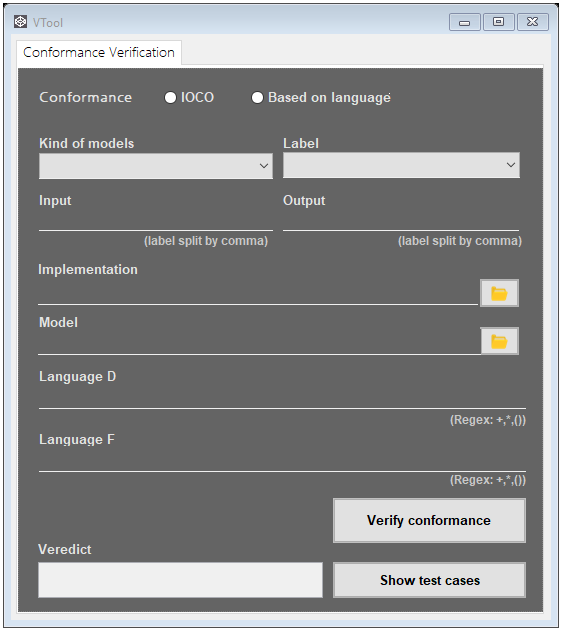 VTool
Conformance Verification
Conformance IOCO Based on language
Kind of models Label
Input Output
(label split by comma) (label split by comma)
Implementation
Model
Language D
(Regex: +,*,())
Language F
(Regex: +,*,())
Verify conformance
Veredict
Show test cases